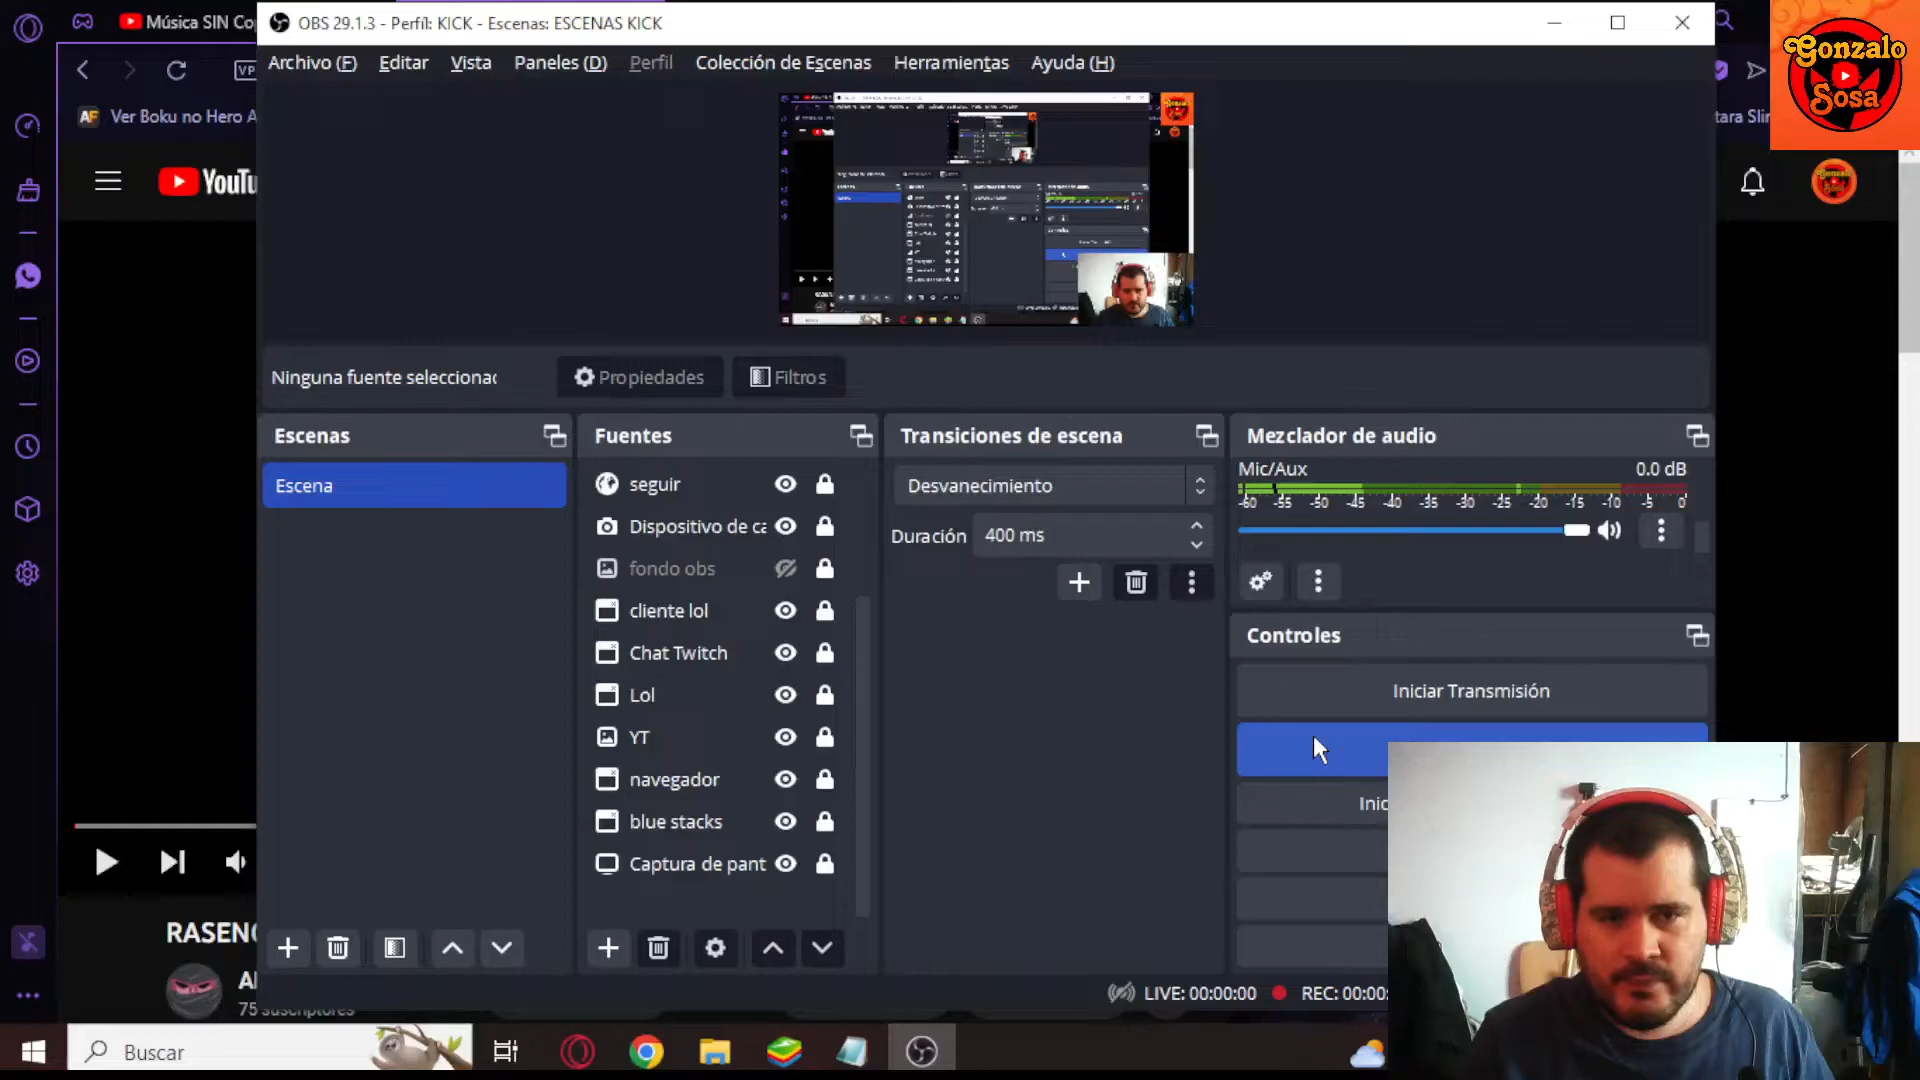 Música SIN Co
OBS 29.1.3 - Perfíl: KICK - Escenas: ESCENAS KICK
Archivo (F)
Editar
Vista
Paneles (D)
Perfil
Colección de Escenas
Herramientas
Ayuda (H)
Gonzalo
Sosa
VP
AF
Ver Boku no Hero A
tara Sli
YouTu
Ninguna fuente seleccionac
Propiedades
Filtros
Escenas
Fuentes
Transiciones de escena
Mezclador de audio
Escena
seguir
Dispositivo de ca
fondo obs
cliente lol
Chat Twitch
Lol
YT
navegador
blue stacks
Captura de pant
Desvanecimiento
Duración
400 ms
Mic/Aux
0.0 dB
-60 -55 -50 -45 -40 -35 -30 -25 -20 -15 -10 -5 0
Controles
Iniciar Transmisión
Inic
RASEN
A
75 suscriptores
LIVE: 00:00:00
REC: 00:00:
Buscar